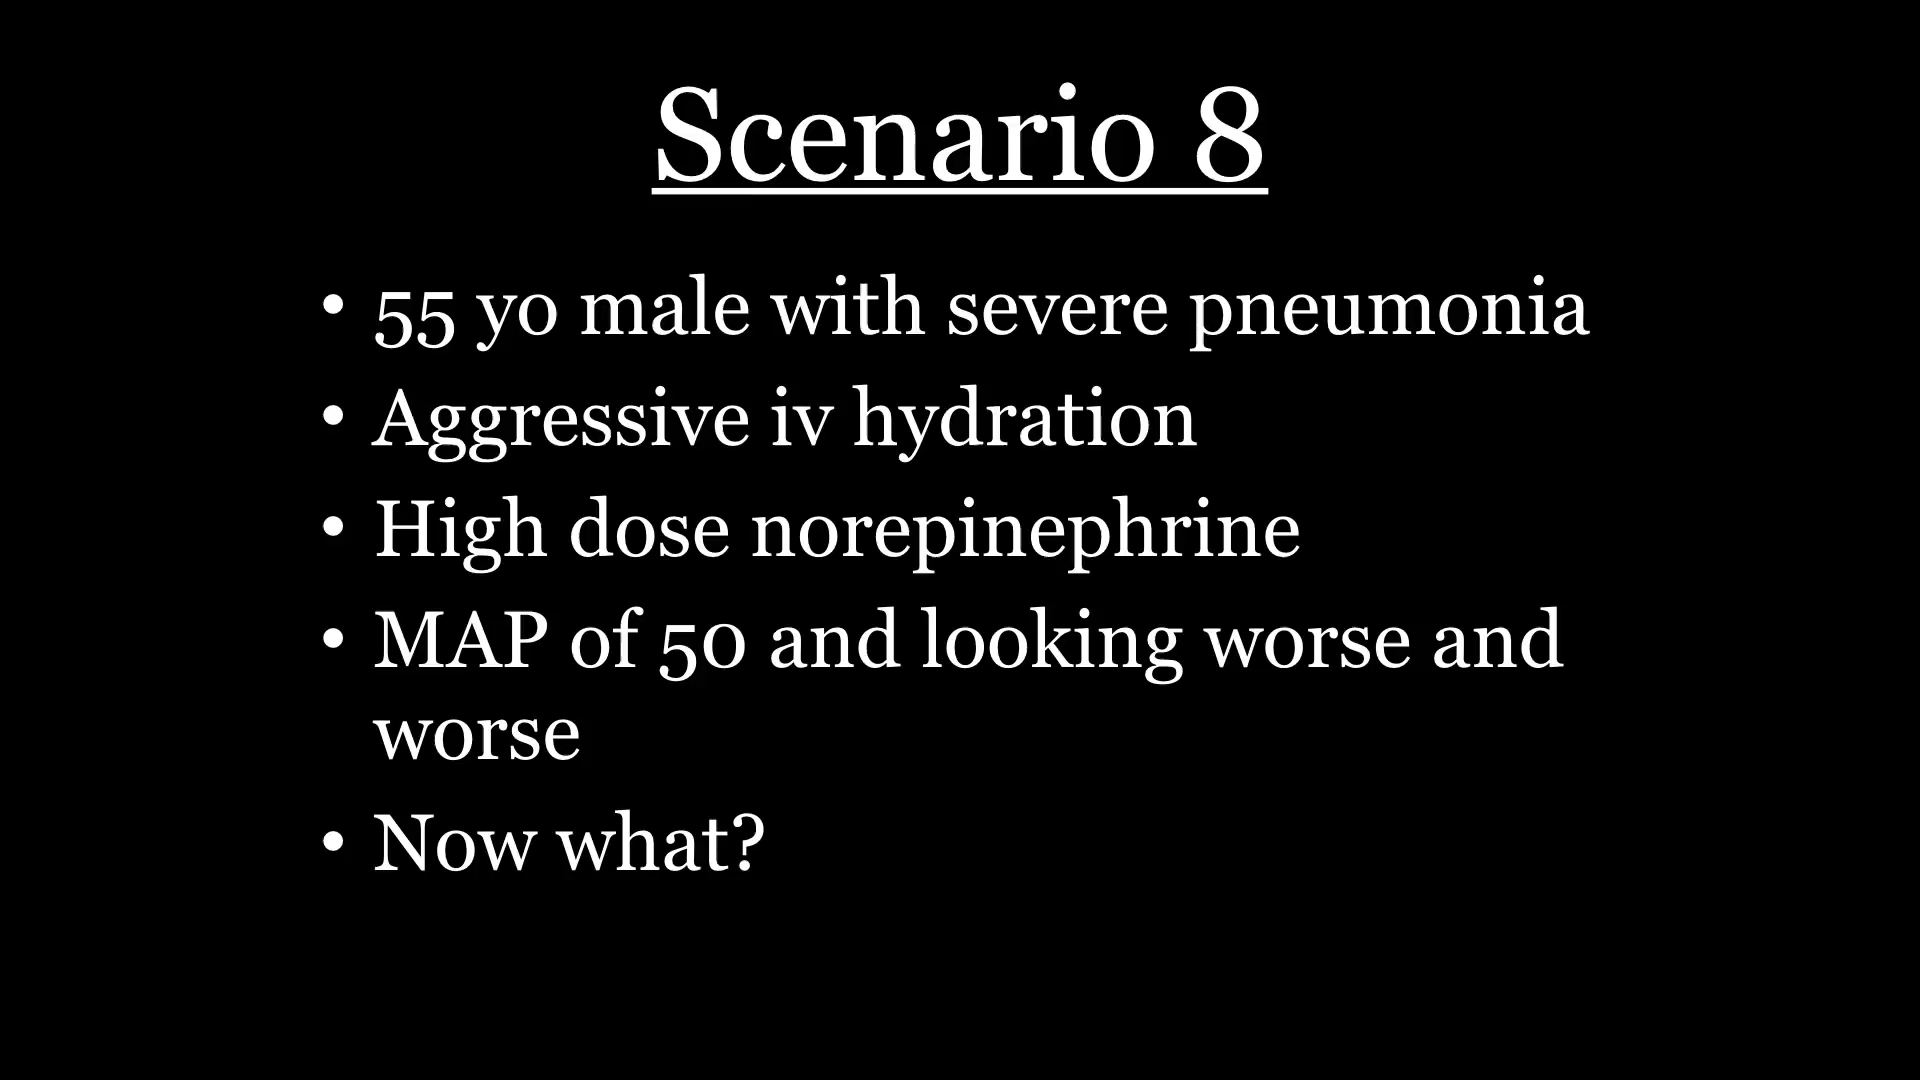 Scenario 8
• 55 yo male with severe pneumonia
• Aggressive iv hydration
• High dose norepinephrine
• MAP of 50 and looking worse and
worse
• Now what?